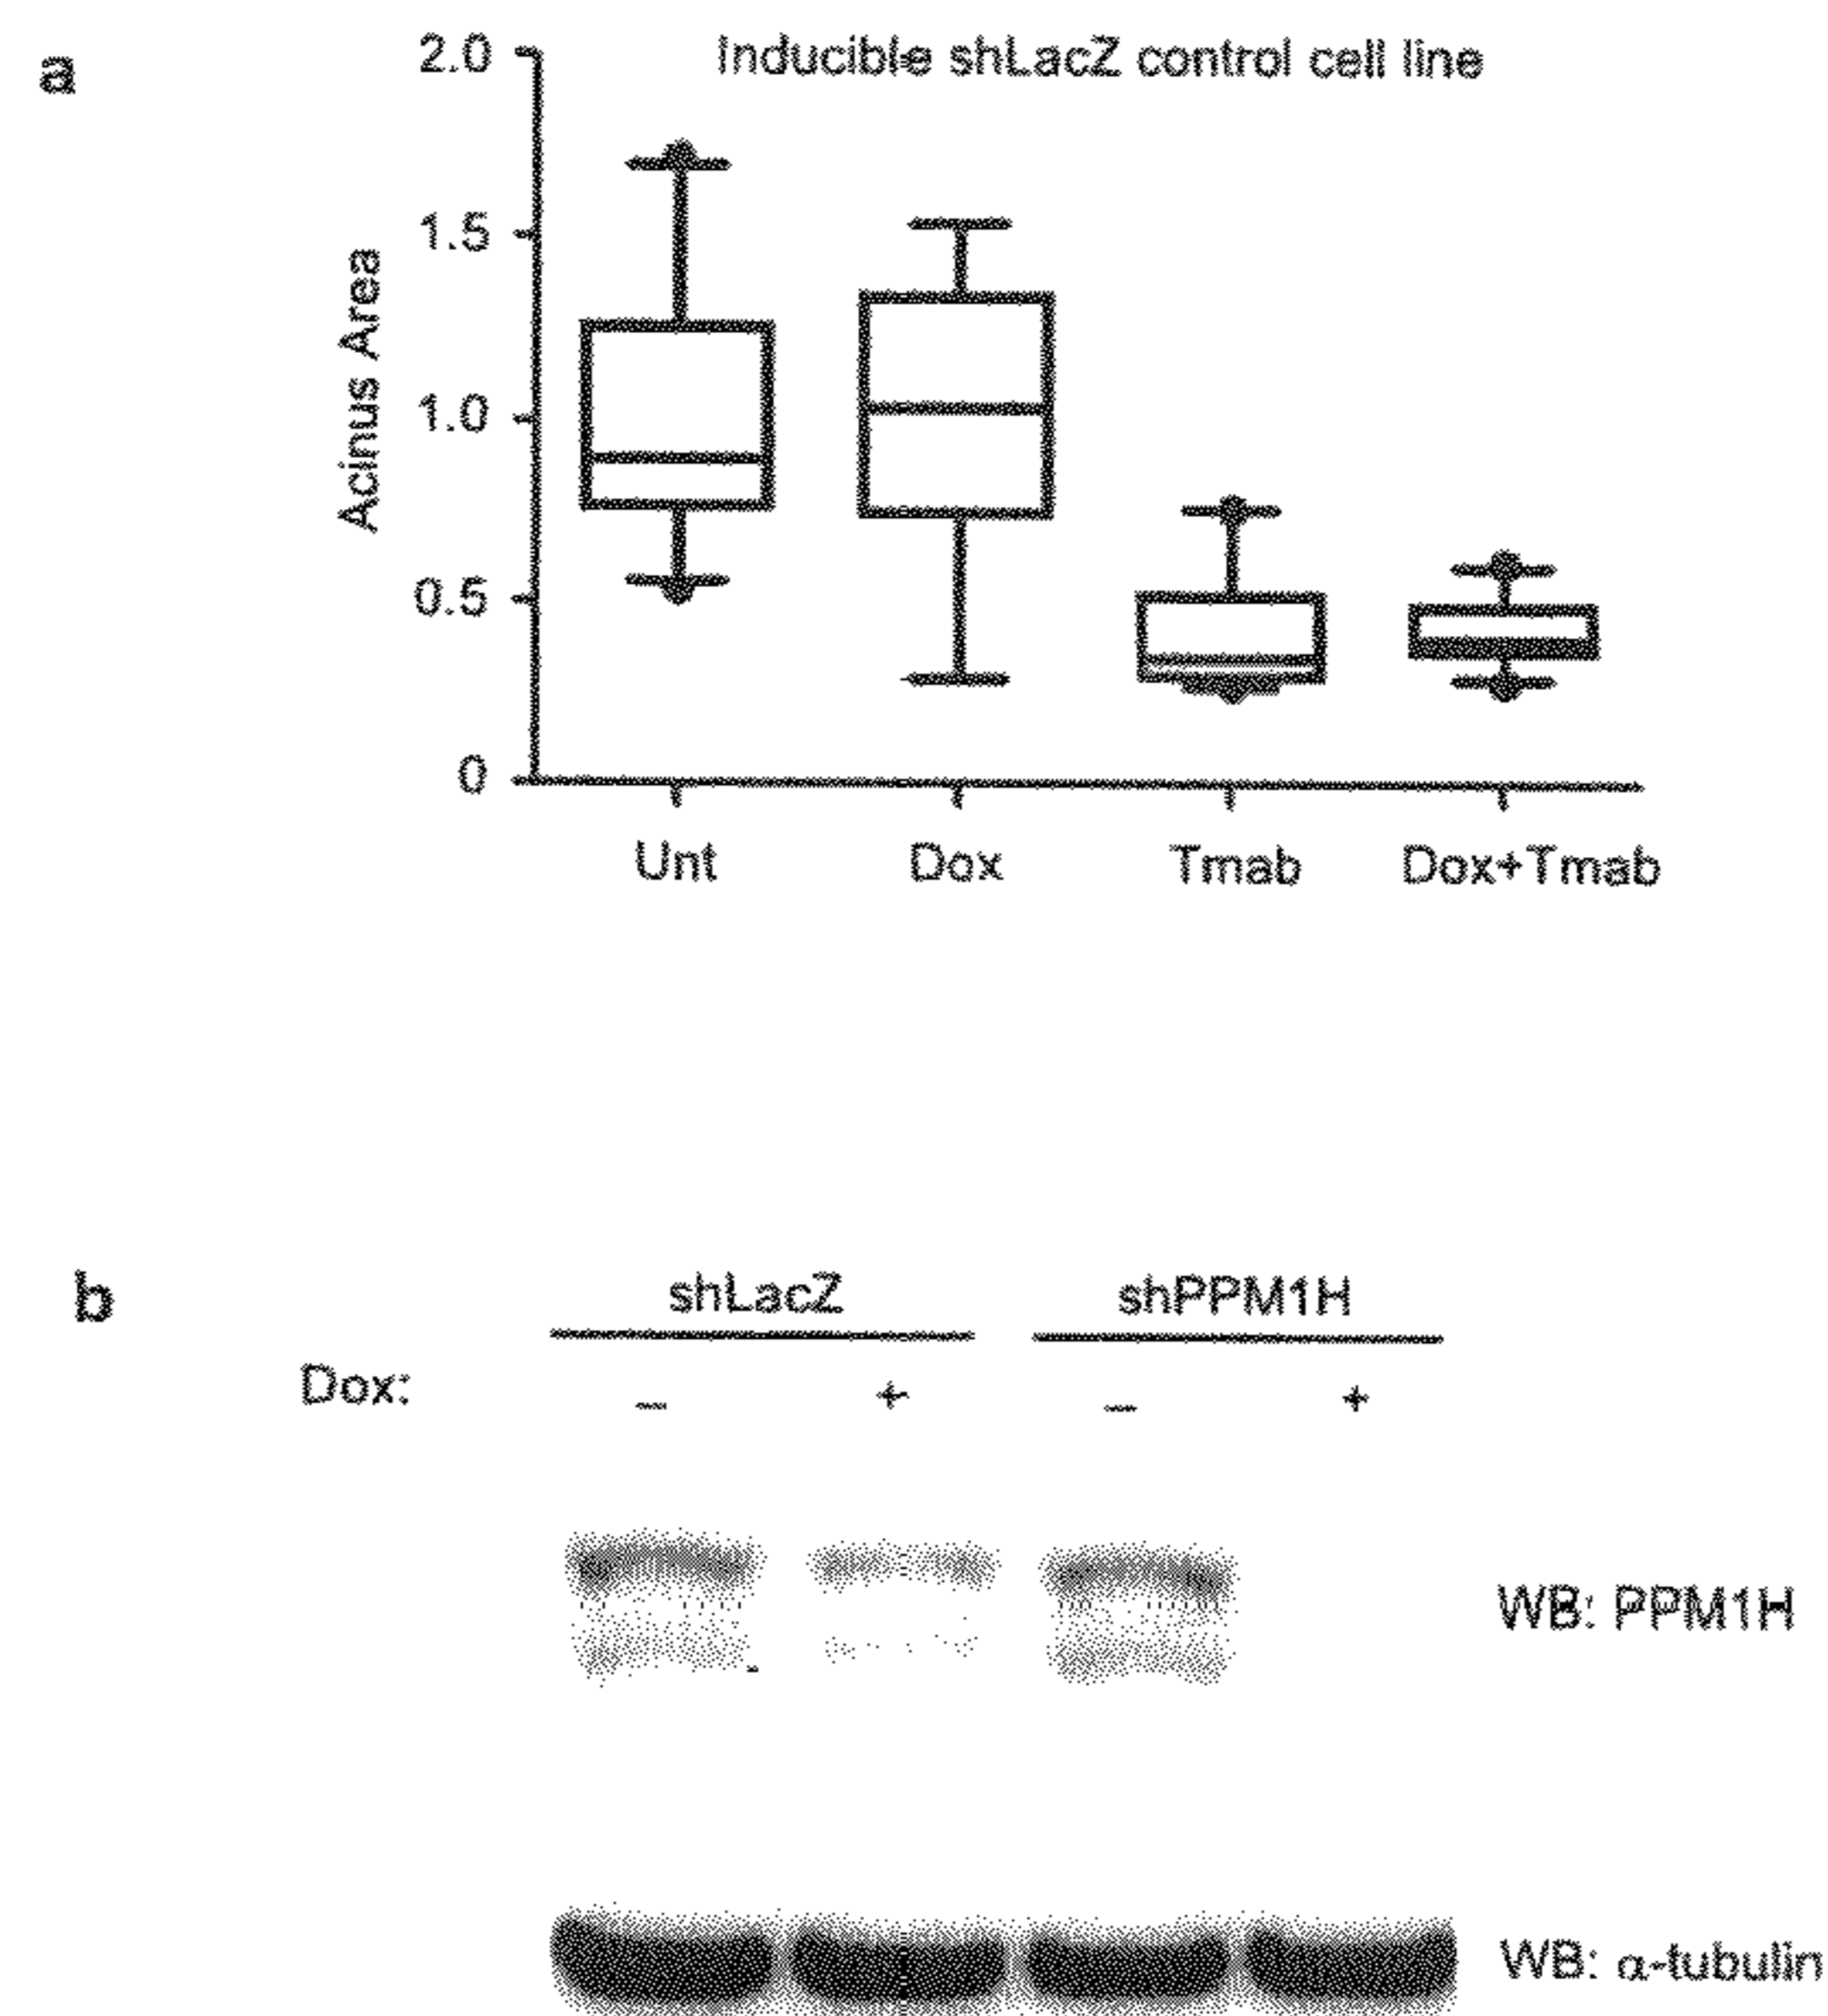 a
Inducible shLacZ control cell line
2.0
1.5
1.0
0.5
0
Acinus Area
Unt Dox Tmab Dox+Tmab
b
shLacZ shPPM1H
Dox: – + – +
WB: PPM1H
WB: α-tubulin